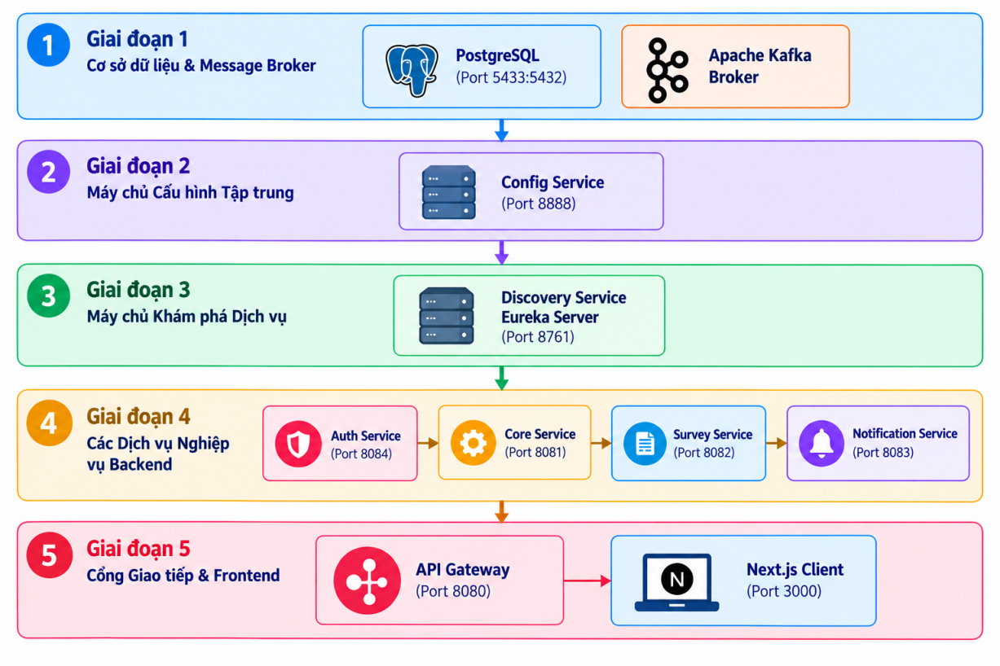 1
Giai đoạn 1
Cơ sở dữ liệu & Message Broker
PostgreSQL
(Port 5433:5432)
Apache Kafka
Broker
2
Giai đoạn 2
Máy chủ Cấu hình Tập trung
Config Service
(Port 8888)
3
Giai đoạn 3
Máy chủ Khám phá Dịch vụ
Discovery Service
Eureka Server
(Port 8761)
4
Giai đoạn 4
Các Dịch vụ Nghiệp
vụ Backend
Auth Service
(Port 8084)
Core Service
(Port 8081)
Survey Service
(Port 8082)
Notification Service
(Port 8083)
5
Giai đoạn 5
Cổng Giao tiếp & Frontend
API Gateway
(Port 8080)
N
Next.js Client
(Port 3000)